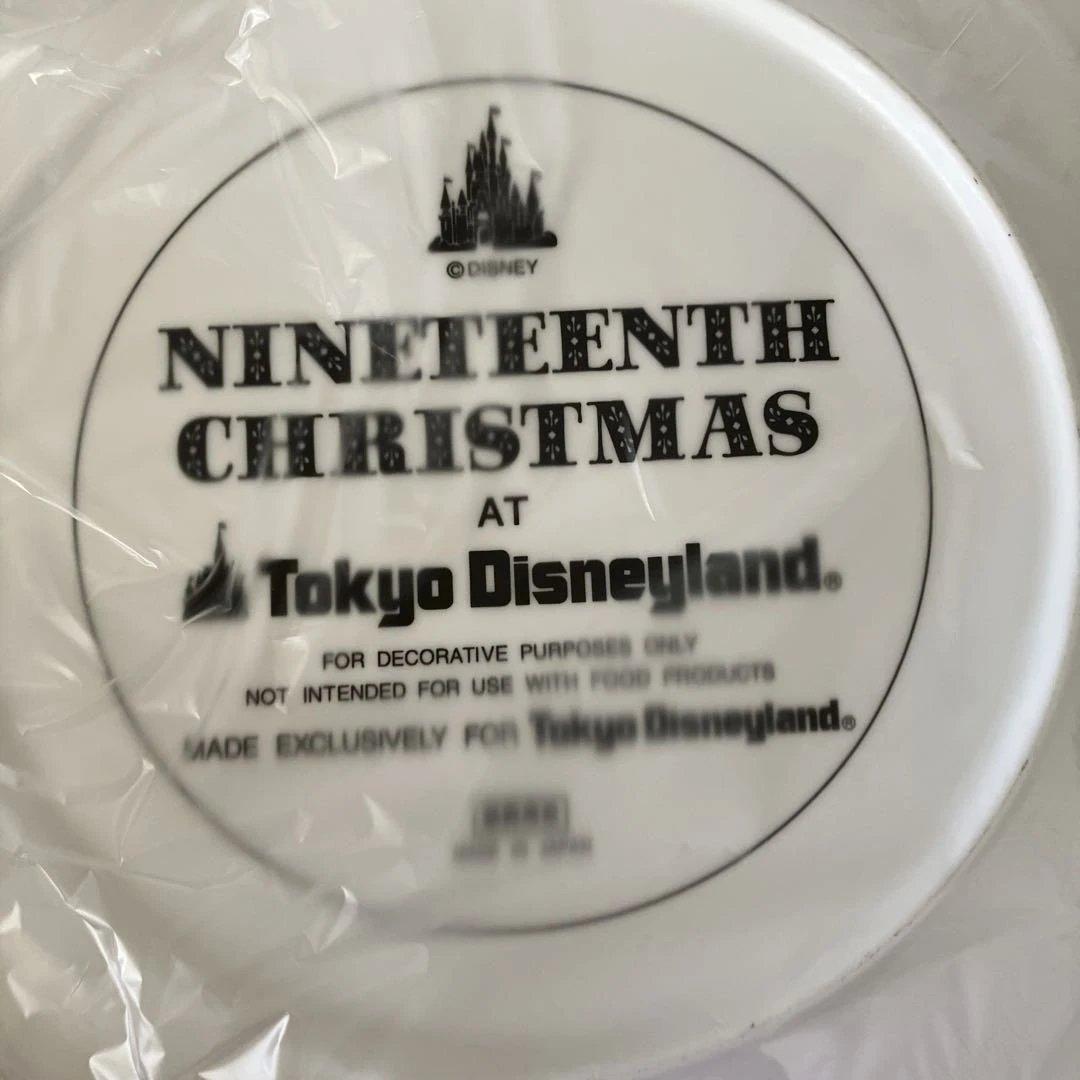 ©DISNEY
NINETEENTH
CHRISTMAS
AT
Tokyo Disneyland®
FOR DECORATIVE PURPOSES ONLY
NOT INTENDED FOR USE WITH FOOD PRODUCTS
MADE EXCLUSIVELY FOR Tokyo Disneyland®